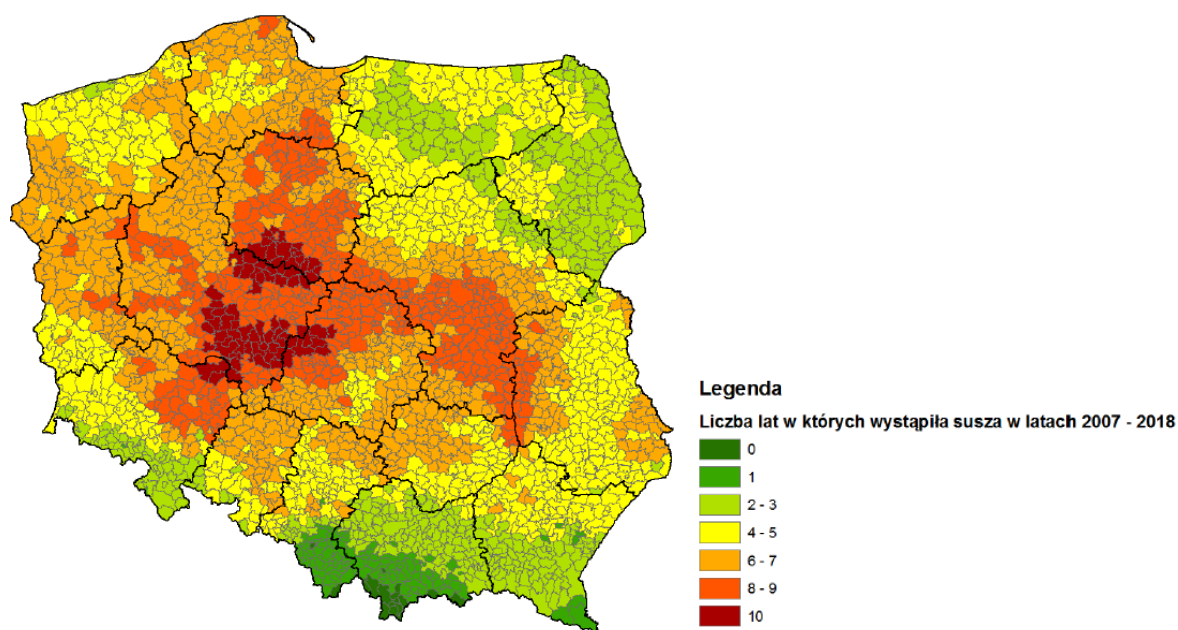 Legenda
Liczba lat w których wystąpiła susza w latach 2007 - 2018
0
1
2 - 3
4 - 5
6 - 7
8 - 9
10